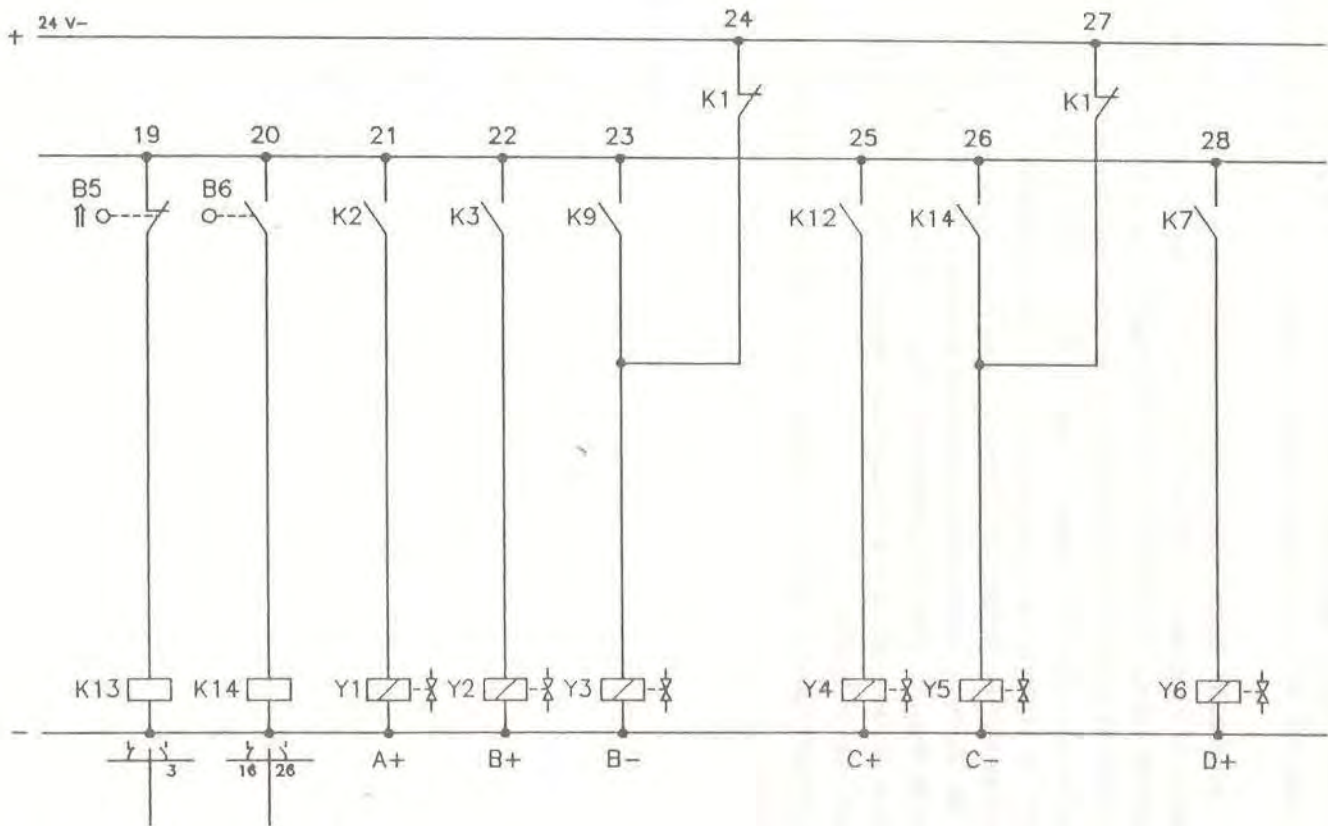 24 V-
+
24
27
K1
K1
19
20
21
22
23
25
26
28
B5
B6
K2
K3
K9
K12
K14
K7
K13
K14
Y1
Y2
Y3
Y4
Y5
Y6
-
3
16
26
A+
B+
B-
C+
C-
D+